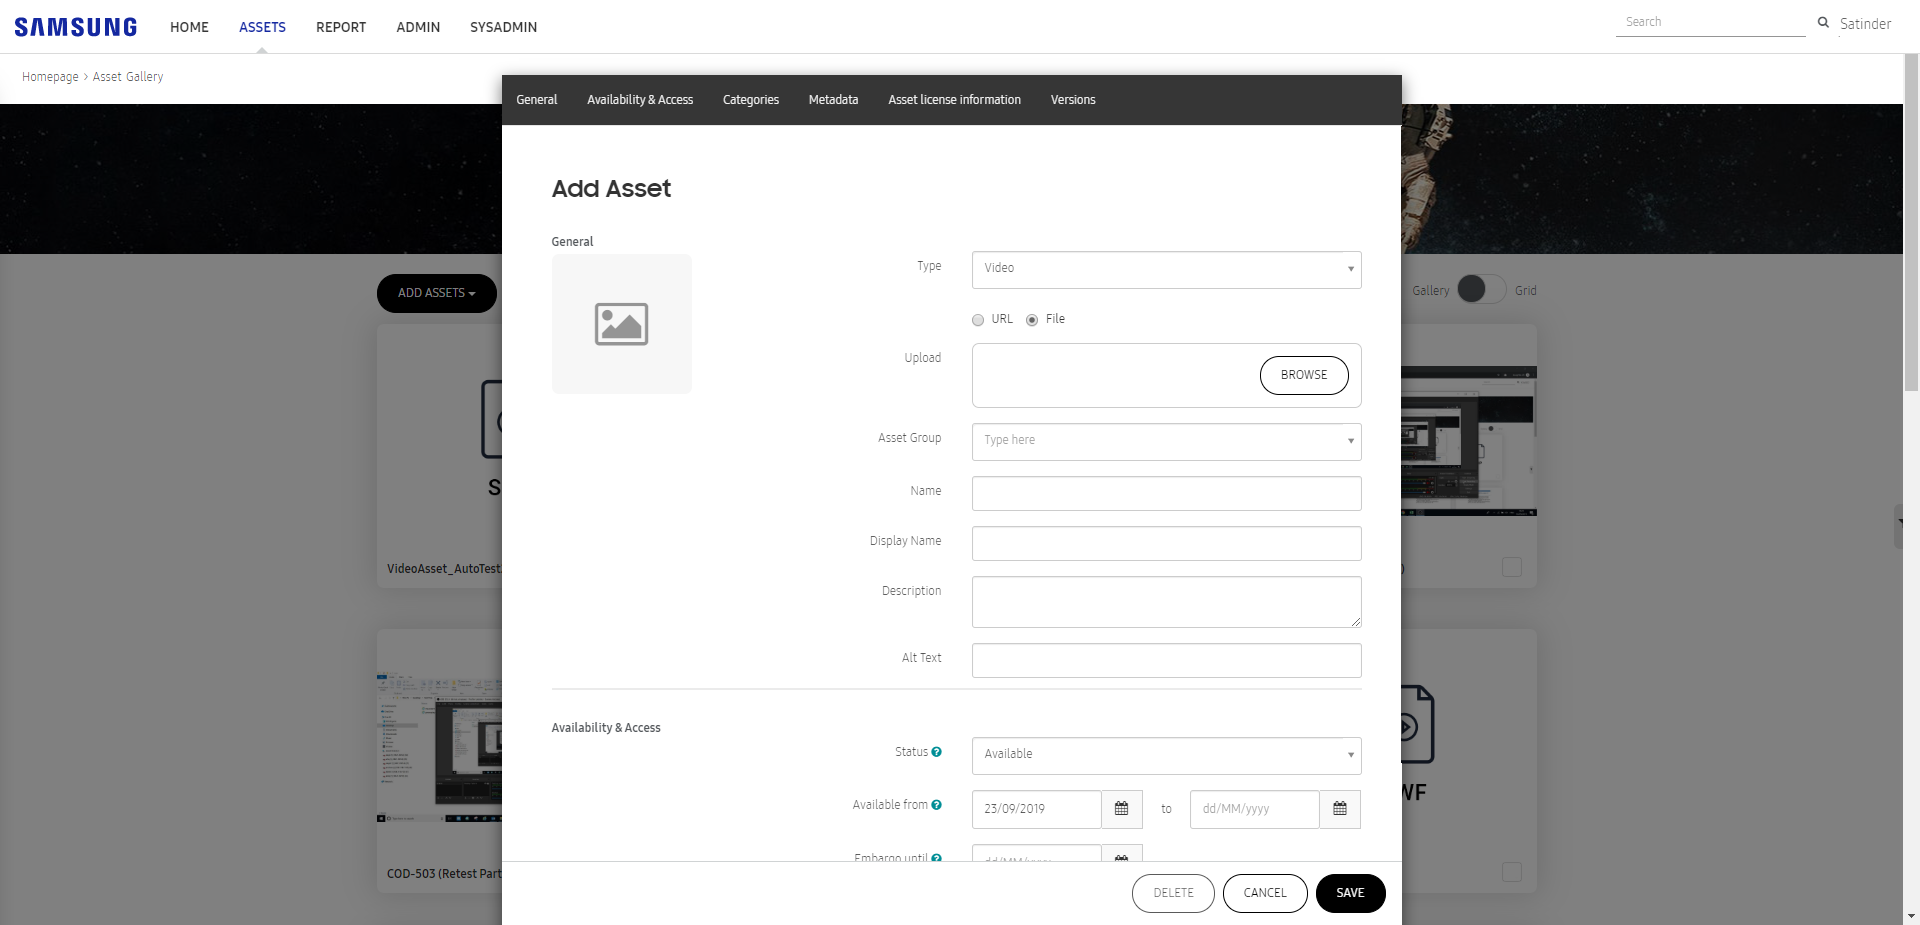 SAMSUNG HOME ASSETS REPORT ADMIN SYSADMIN Search Satinder
Homepage > Asset Gallery
General Availability & Access Categories Metadata Asset license information Versions
Add Asset
General
Type Video
ADD ASSETS
Gallery Grid
URL File
Upload BROWSE
Asset Group Type here
Name
Display Name
VideoAsset_AutoTest
Description
Alt Text
Availability & Access
Status ? Available
Available from ? 23/09/2019 to dd/MM/yyyy
WF
Embargo until ? dd/MM/yyyy
COD-503 (Retest Part
DELETE CANCEL SAVE